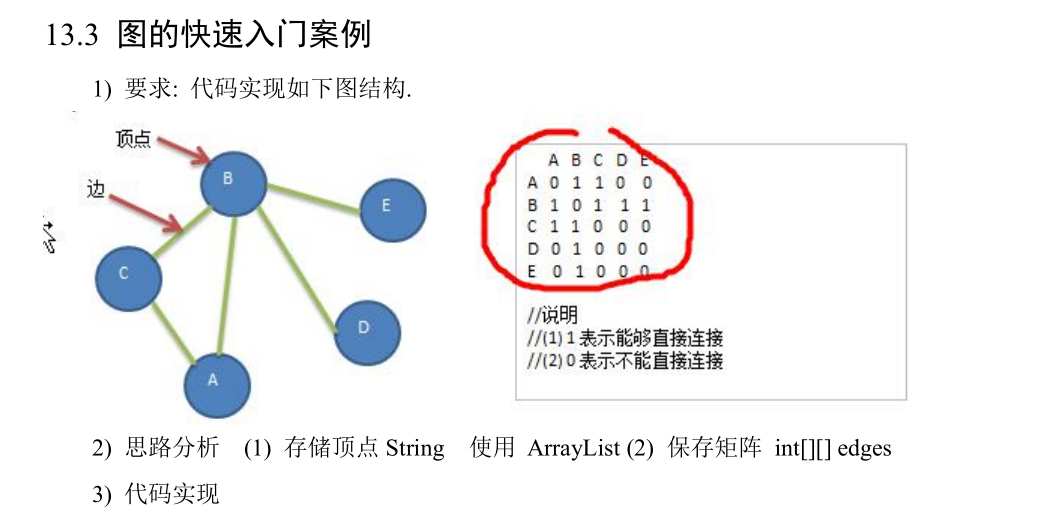 13.3 图的快速入门案例
1) 要求: 代码实现如下图结构.
顶点
边
B
E
C
D
A
A B C D E
A 0 1 1 0 0
B 1 0 1 1 1
C 1 1 0 0 0
D 0 1 0 0 0
E 0 1 0 0 0
//说明
//(1) 1 表示能够直接连接
//(2) 0 表示不能直接连接
2) 思路分析 (1) 存储顶点 String 使用 ArrayList (2) 保存矩阵 int[][] edges
3) 代码实现